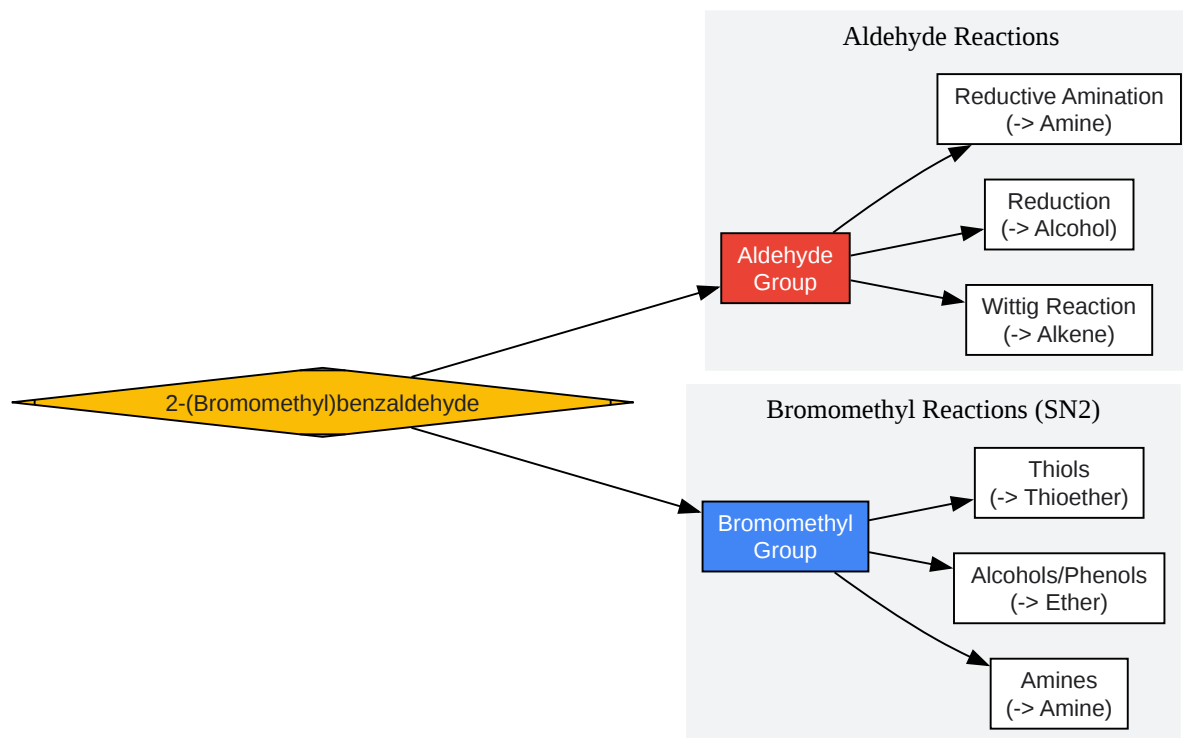 Aldehyde Reactions
Reductive Amination
(-> Amine)
Reduction
(-> Alcohol)
Aldehyde
Group
Wittig Reaction
(-> Alkene)
2-(Bromomethyl)benzaldehyde
Bromomethyl Reactions (SN2)
Thiols
(-> Thioether)
Bromomethyl
Group
Alcohols/Phenols
(-> Ether)
Amines
(-> Amine)